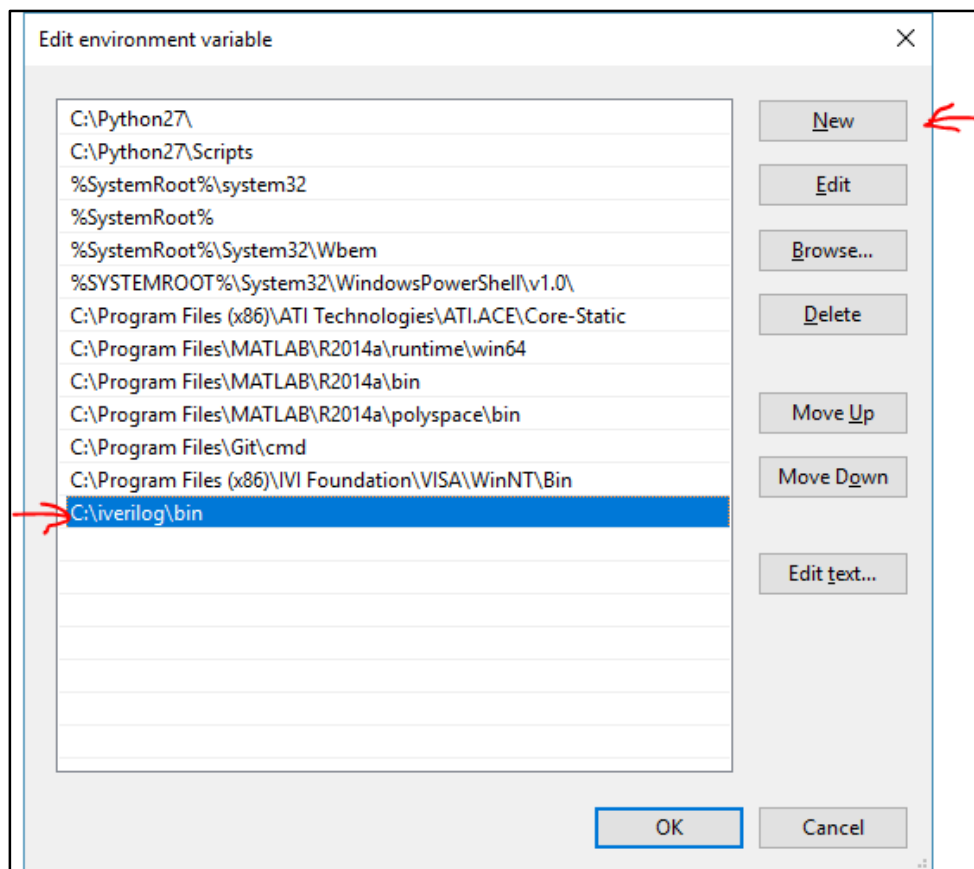 Edit environment variable
C:\Python27\
C:\Python27\Scripts
%SystemRoot%\system32
%SystemRoot%
%SystemRoot%\System32\Wbem
%SYSTEMROOT%\System32\WindowsPowerShell\v1.0\
C:\Program Files (x86)\ATI Technologies\ATI.ACE\Core-Static
C:\Program Files\MATLAB\R2014a\runtime\win64
C:\Program Files\MATLAB\R2014a\bin
C:\Program Files\MATLAB\R2014a\polyspace\bin
C:\Program Files\Git\cmd
C:\Program Files (x86)\IVI Foundation\VISA\WinNT\Bin
C:\iverilog\bin
New
Edit
Browse...
Delete
Move Up
Move Down
Edit text...
OK
Cancel